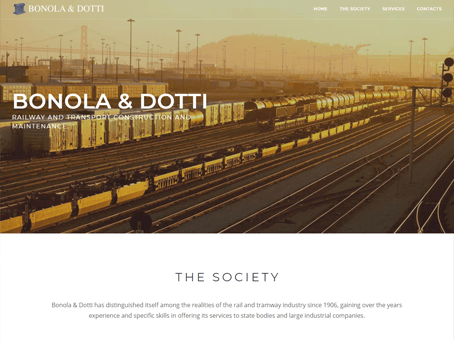 BONOLA & DOTTI
HOME THE SOCIETY SERVICES CONTACTS
BONOLA & DOTTI
RAILWAY AND TRANSPORT CONSTRUCTION AND
MAINTENANCE.
THE SOCIETY
Bonola & Dotti has distinguished itself among the realities of the rail and tramway industry since 1906, gaining over the years
experience and specific skills in offering its services to state bodies and large industrial companies.